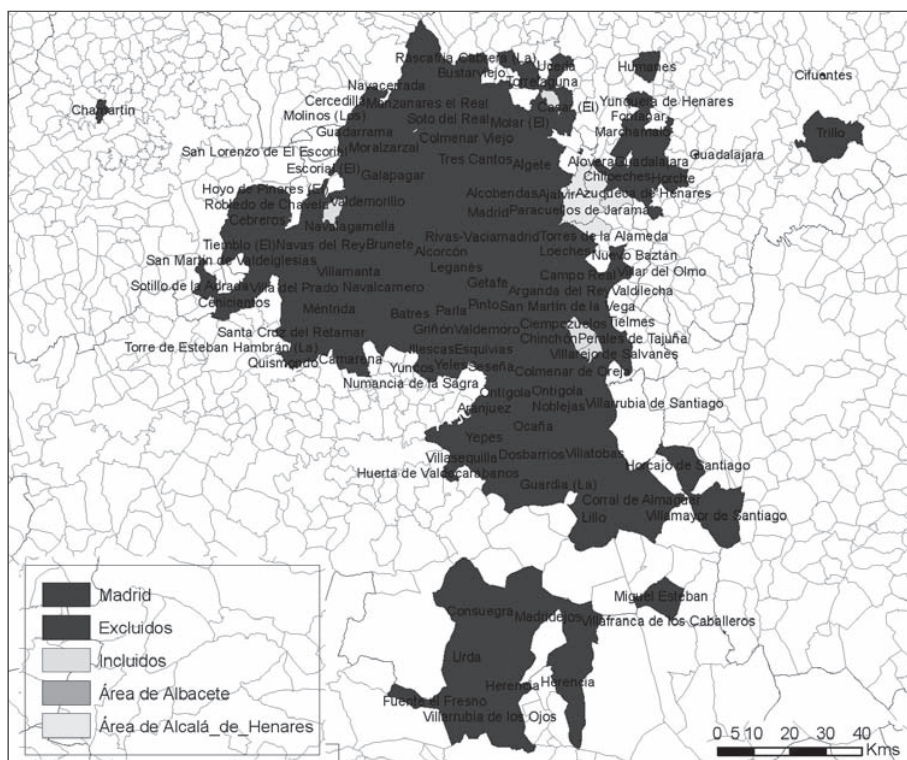 Rascafría Cabrera (La)
Bustarviejo
Uceda
Humanes
Cifuantes
Navacerrada
Torrelaguna
Chamartin
Cercedilla
Manzanares el Real
Casar (El)
Yunquera de Henares
Molinos (Los)
Soto del Real
Molar (El)
Fontanar
Guadarrama
Colmenar Viejo
Marchamalo
Trillo
San Lorenzo de El Escorial
Moralzarzal
Tres Cantos
Algete
Alovera
Guadalajara
Guadalajara
Escorial (El)
Galapagar
Chiloeches
Horche
Hoyo de Pinares (El)
Valdemorillo
Alcobendas
Ajalvir
Azuqueca de Henares
Robledo de Chavela
Madrid
Paracuellos de Jarama
Cebreros
Navalagamella
Rivas-Vaciamadrid
Torres de la Alameda
Tiemblo (El)
Navas del Rey
Brunete
Alcorcón
Loeches
Nuevo Baztán
San Martín de Valdeiglesias
Villamanta
Leganés
Campo Real
Villar del Olmo
Sotillo de la Adrada
Villa del Prado
Navalcarnero
Getafe
Arganda del Rey
Valdilecha
Cenicientos
Méntrida
Batres
Parla
Pinto
San Martín de la Vega
Santa Cruz del Retamar
Griñón
Valdemoro
Ciempozuelos
Tielmes
Torre de Esteban Hambrán (La)
Chinchón
Perales de Tajuña
Quismondo
Camarena
Illescas
Esquivias
Villarejo de Salvanés
Yuncos
Yeles
Seseña
Colmenar de Oreja
Numancia de la Sagra
Ontígola
Ontígola
Aranjuez
Noblejas
Villarrubia de Santiago
Ocaña
Yepes
Villasequilla
Dosbarrios
Villatobas
Horcajo de Santiago
Huerta de Valdecarábanos
Guardia (La)
Corral de Almaguer
Lillo
Villamayor de Santiago
Miguel Esteban
Consuegra
Madridejos
Villafranca de los Caballeros
Urda
Herencia
Herencia
Fuente el Fresno
Villarrubia de los Ojos
Madrid
Excluidos
Incluidos
Área de Albacete
Área de Alcalá_de_Henares
0 5 10 20 30 40
Kms